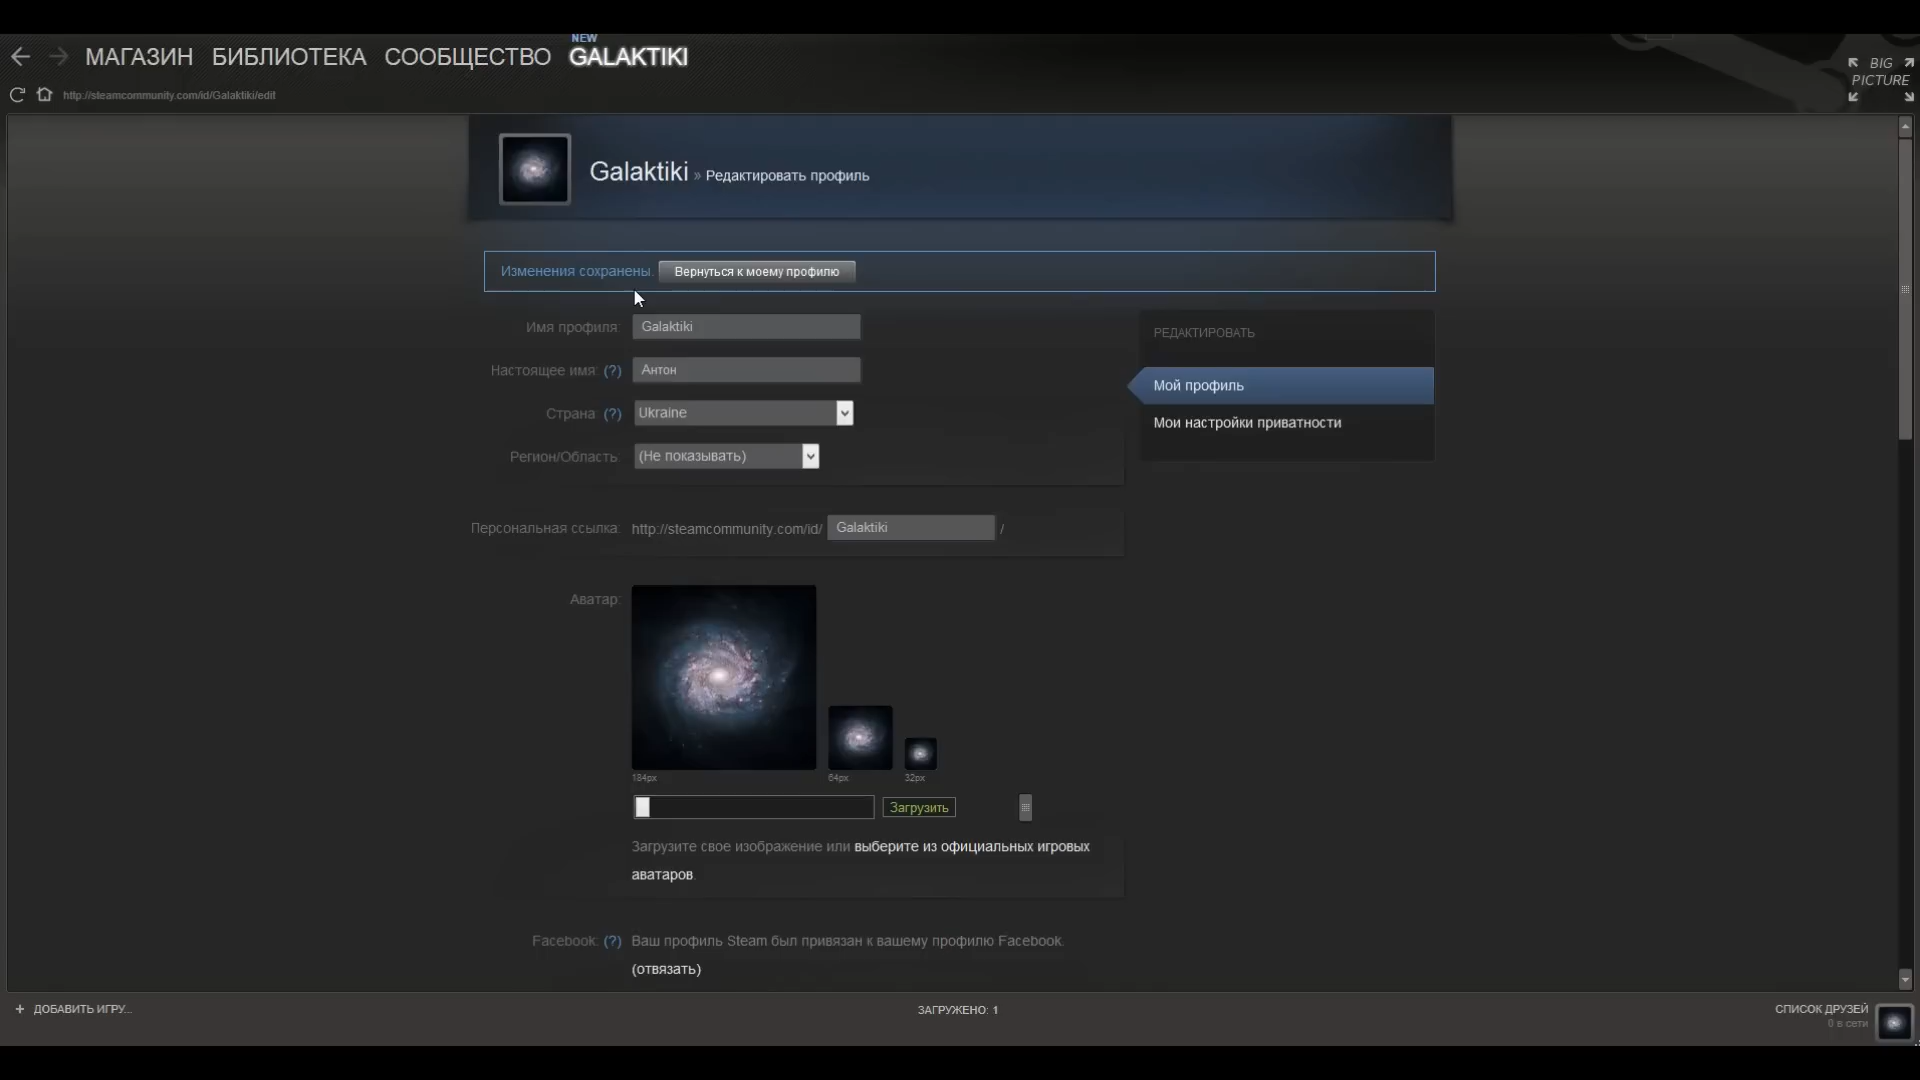 NEW
МАГАЗИН БИБЛИОТЕКА СООБЩЕСТВО GALAKTIKI
BIG
PICTURE
http://steamcommunity.com/id/Galaktiki/edit
Galaktiki » Редактировать профиль
Изменения сохранены. Вернуться к моему профилю
Имя профиля: Galaktiki
РЕДАКТИРОВАТЬ
Настоящее имя: (?) Антон
Мой профиль
Страна: (?) Ukraine
Мои настройки приватности
Регион/Область: (Не показывать)
Персональная ссылка: http://steamcommunity.com/id/ Galaktiki /
Аватар:
184px 64px 32px
Загрузить
Загрузите свое изображение или выберите из официальных игровых
аватаров.
Facebook: (?) Ваш профиль Steam был привязан к вашему профилю Facebook.
(отвязать)
+ ДОБАВИТЬ ИГРУ...
ЗАГРУЖЕНО: 1
СПИСОК ДРУЗЕЙ
0 в сети